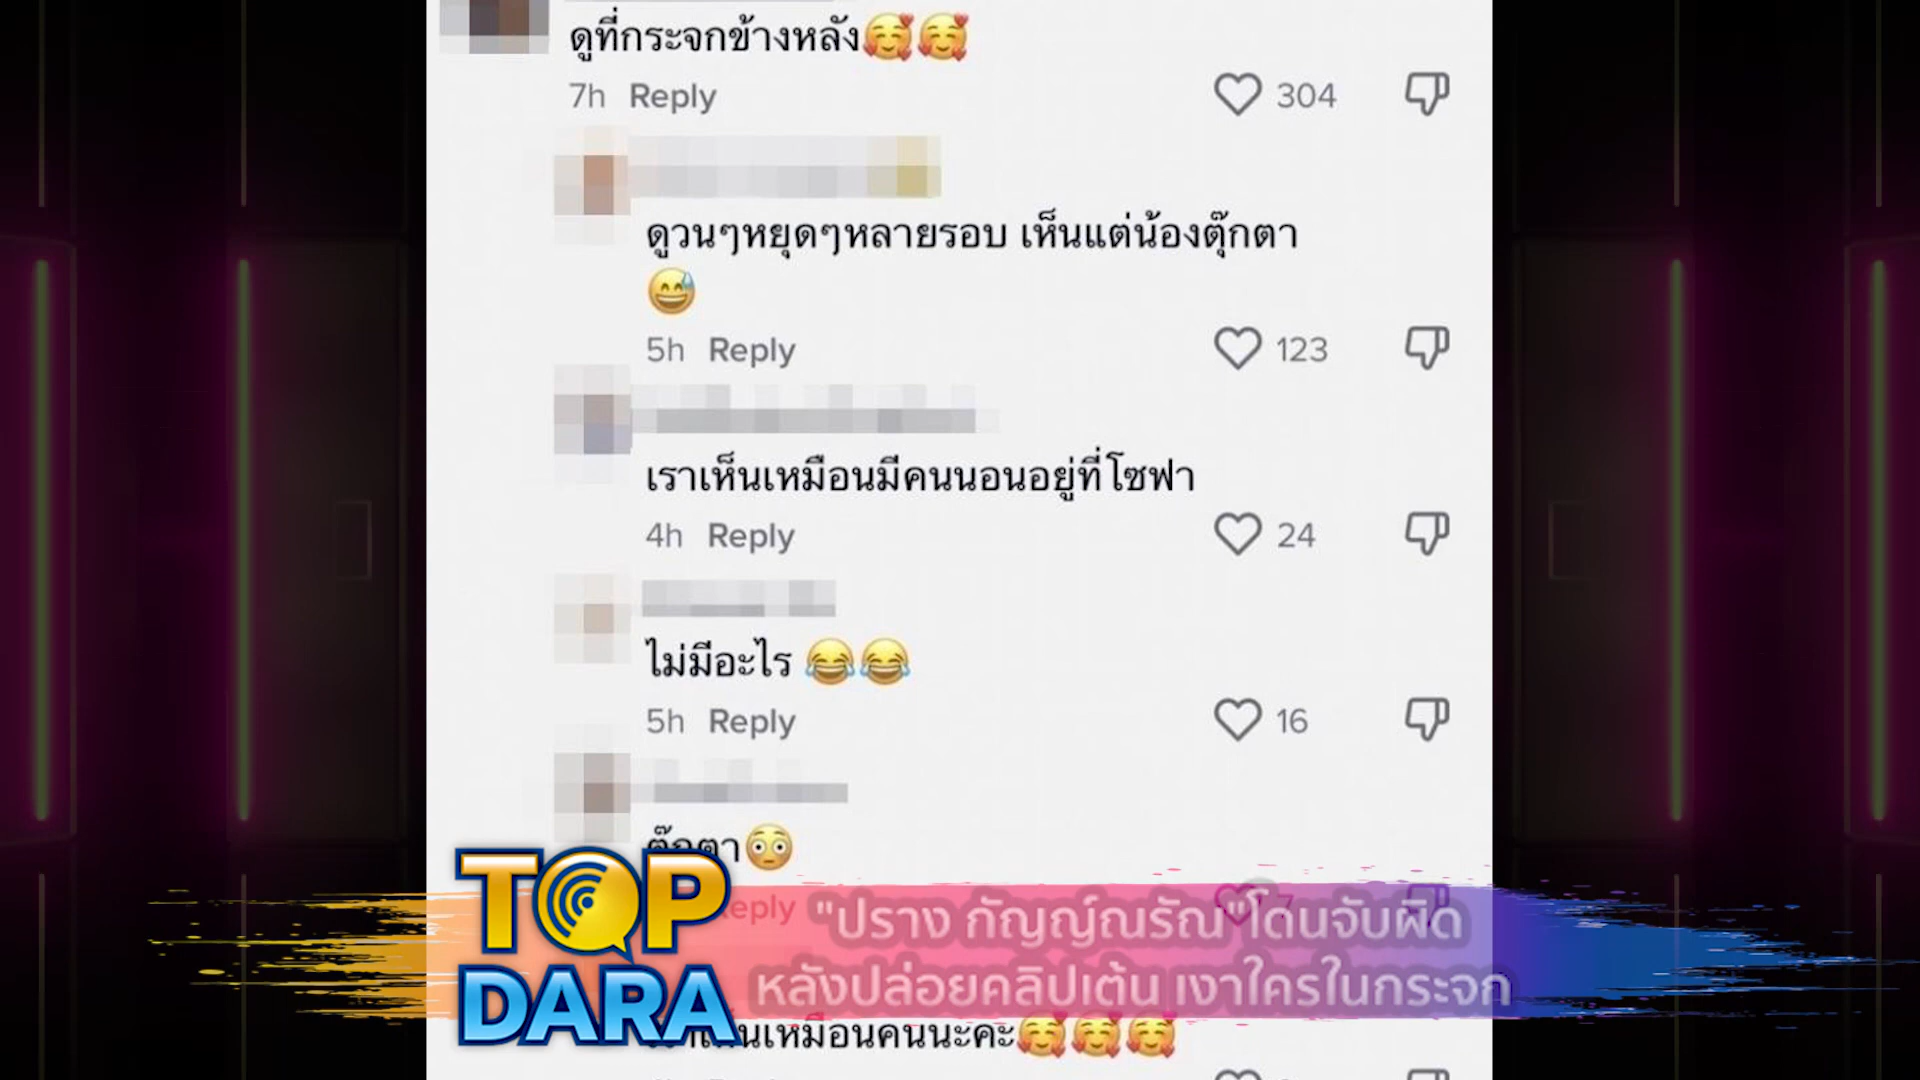 ดูที่กระจกข้างหลัง🥰🥰
7h Reply 304
ดูวนๆหยุดๆหลายรอบ เห็นแต่น้องตุ๊กตา
😅
5h Reply 123
เราเห็นเหมือนมีคนนอนอยู่ที่โซฟา
4h Reply 24
ไม่มีอะไร 😂😂
5h Reply 16
ตุ๊กตา😳
Reply 7
TOP
DARA
"ปราง กัญญ์ณรัณ"โดนจับผิด
หลังปล่อยคลิปเต้น เงาใครในกระจก
เห็นเหมือนคนนะคะ🥰🥰🥰